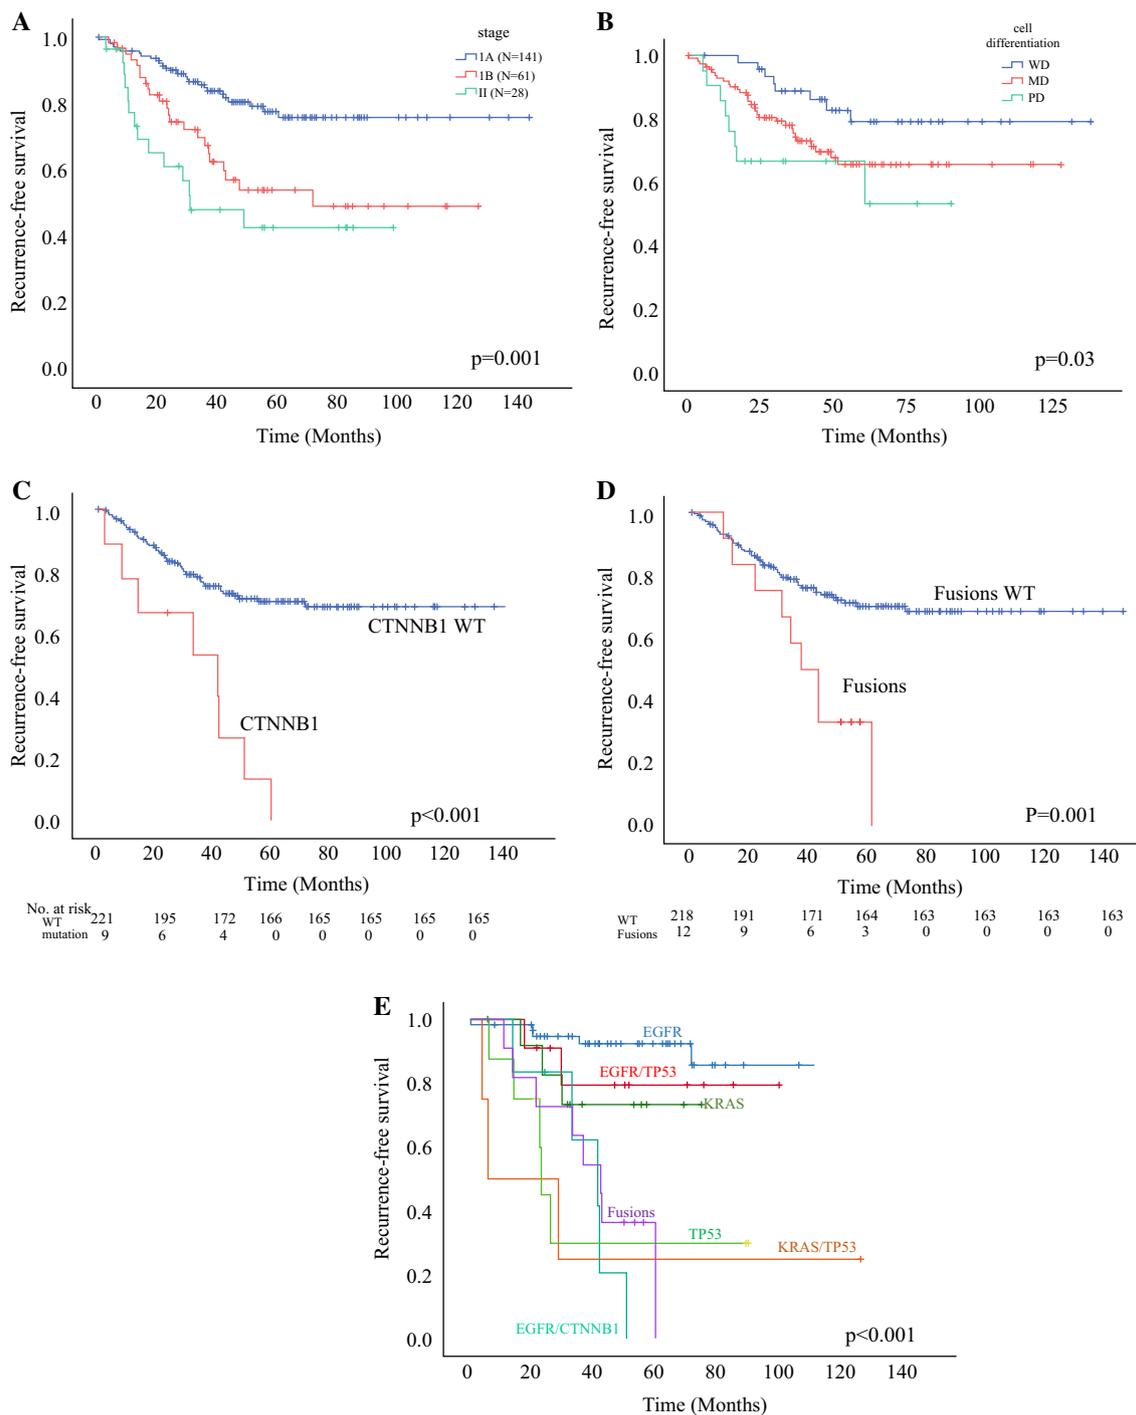 A
stage
1A (N=141)
1B (N=61)
II (N=28)
Recurrence-free survival
1.0
0.8
0.6
0.4
0.2
0.0
p=0.001
0 20 40 60 80 100 120 140
Time (Months)
B
cell
differentiation
WD
MD
PD
Recurrence-free survival
1.0
0.8
0.6
0.4
0.2
0.0
p=0.03
0 25 50 75 100 125
Time (Months)
C
Recurrence-free survival
1.0
0.8
0.6
0.4
0.2
0.0
CTNNB1 WT
CTNNB1
p<0.001
0 20 40 60 80 100 120 140
Time (Months)
No. at risk
WT 221 195 172 166 165 165 165 165
mutation 9 6 4 0 0 0 0 0
D
Recurrence-free survival
1.0
0.8
0.6
0.4
0.2
0.0
Fusions WT
Fusions
P=0.001
0 20 40 60 80 100 120 140
Time (Months)
WT 218 191 171 164 163 163 163 163
Fusions 12 9 6 3 0 0 0 0
E
Recurrence-free survival
1.0
0.8
0.6
0.4
0.2
0.0
EGFR
EGFR/TP53
KRAS
Fusions
TP53
KRAS/TP53
EGFR/CTNNB1
p<0.001
0 20 40 60 80 100 120 140
Time (Months)